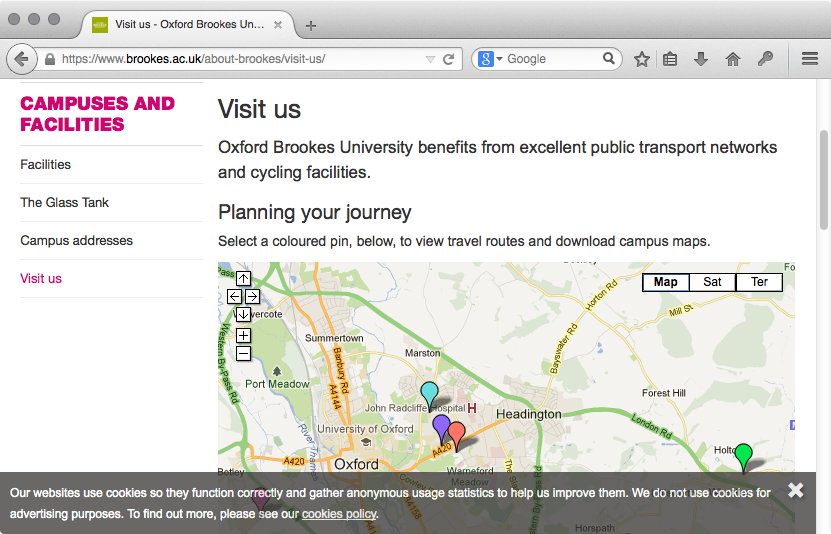 Visit us - Oxford Brookes Un...
https://www.brookes.ac.uk/about-brookes/visit-us/
Google
CAMPUSES AND
FACILITIES
Facilities
The Glass Tank
Campus addresses
Visit us
Visit us
Oxford Brookes University benefits from excellent public transport networks
and cycling facilities.
Planning your journey
Select a coloured pin, below, to view travel routes and download campus maps.
Map Sat Ter
Horton Rd
Mill St
Summertown
Marston
Bayswater Rd
Banbury Rd
Port Meadow
A4144
Western By-Pass Rd
John Radcliffe Hospital H
Headington
Forest Hill
London Rd
University of Oxford
River Thames
A420
A420
Oxford
Botley
Warneford
Meadow
Horspath
Our websites use cookies so they function correctly and gather anonymous usage statistics to help us improve them. We do not use cookies for
advertising purposes. To find out more, please see our cookies policy.